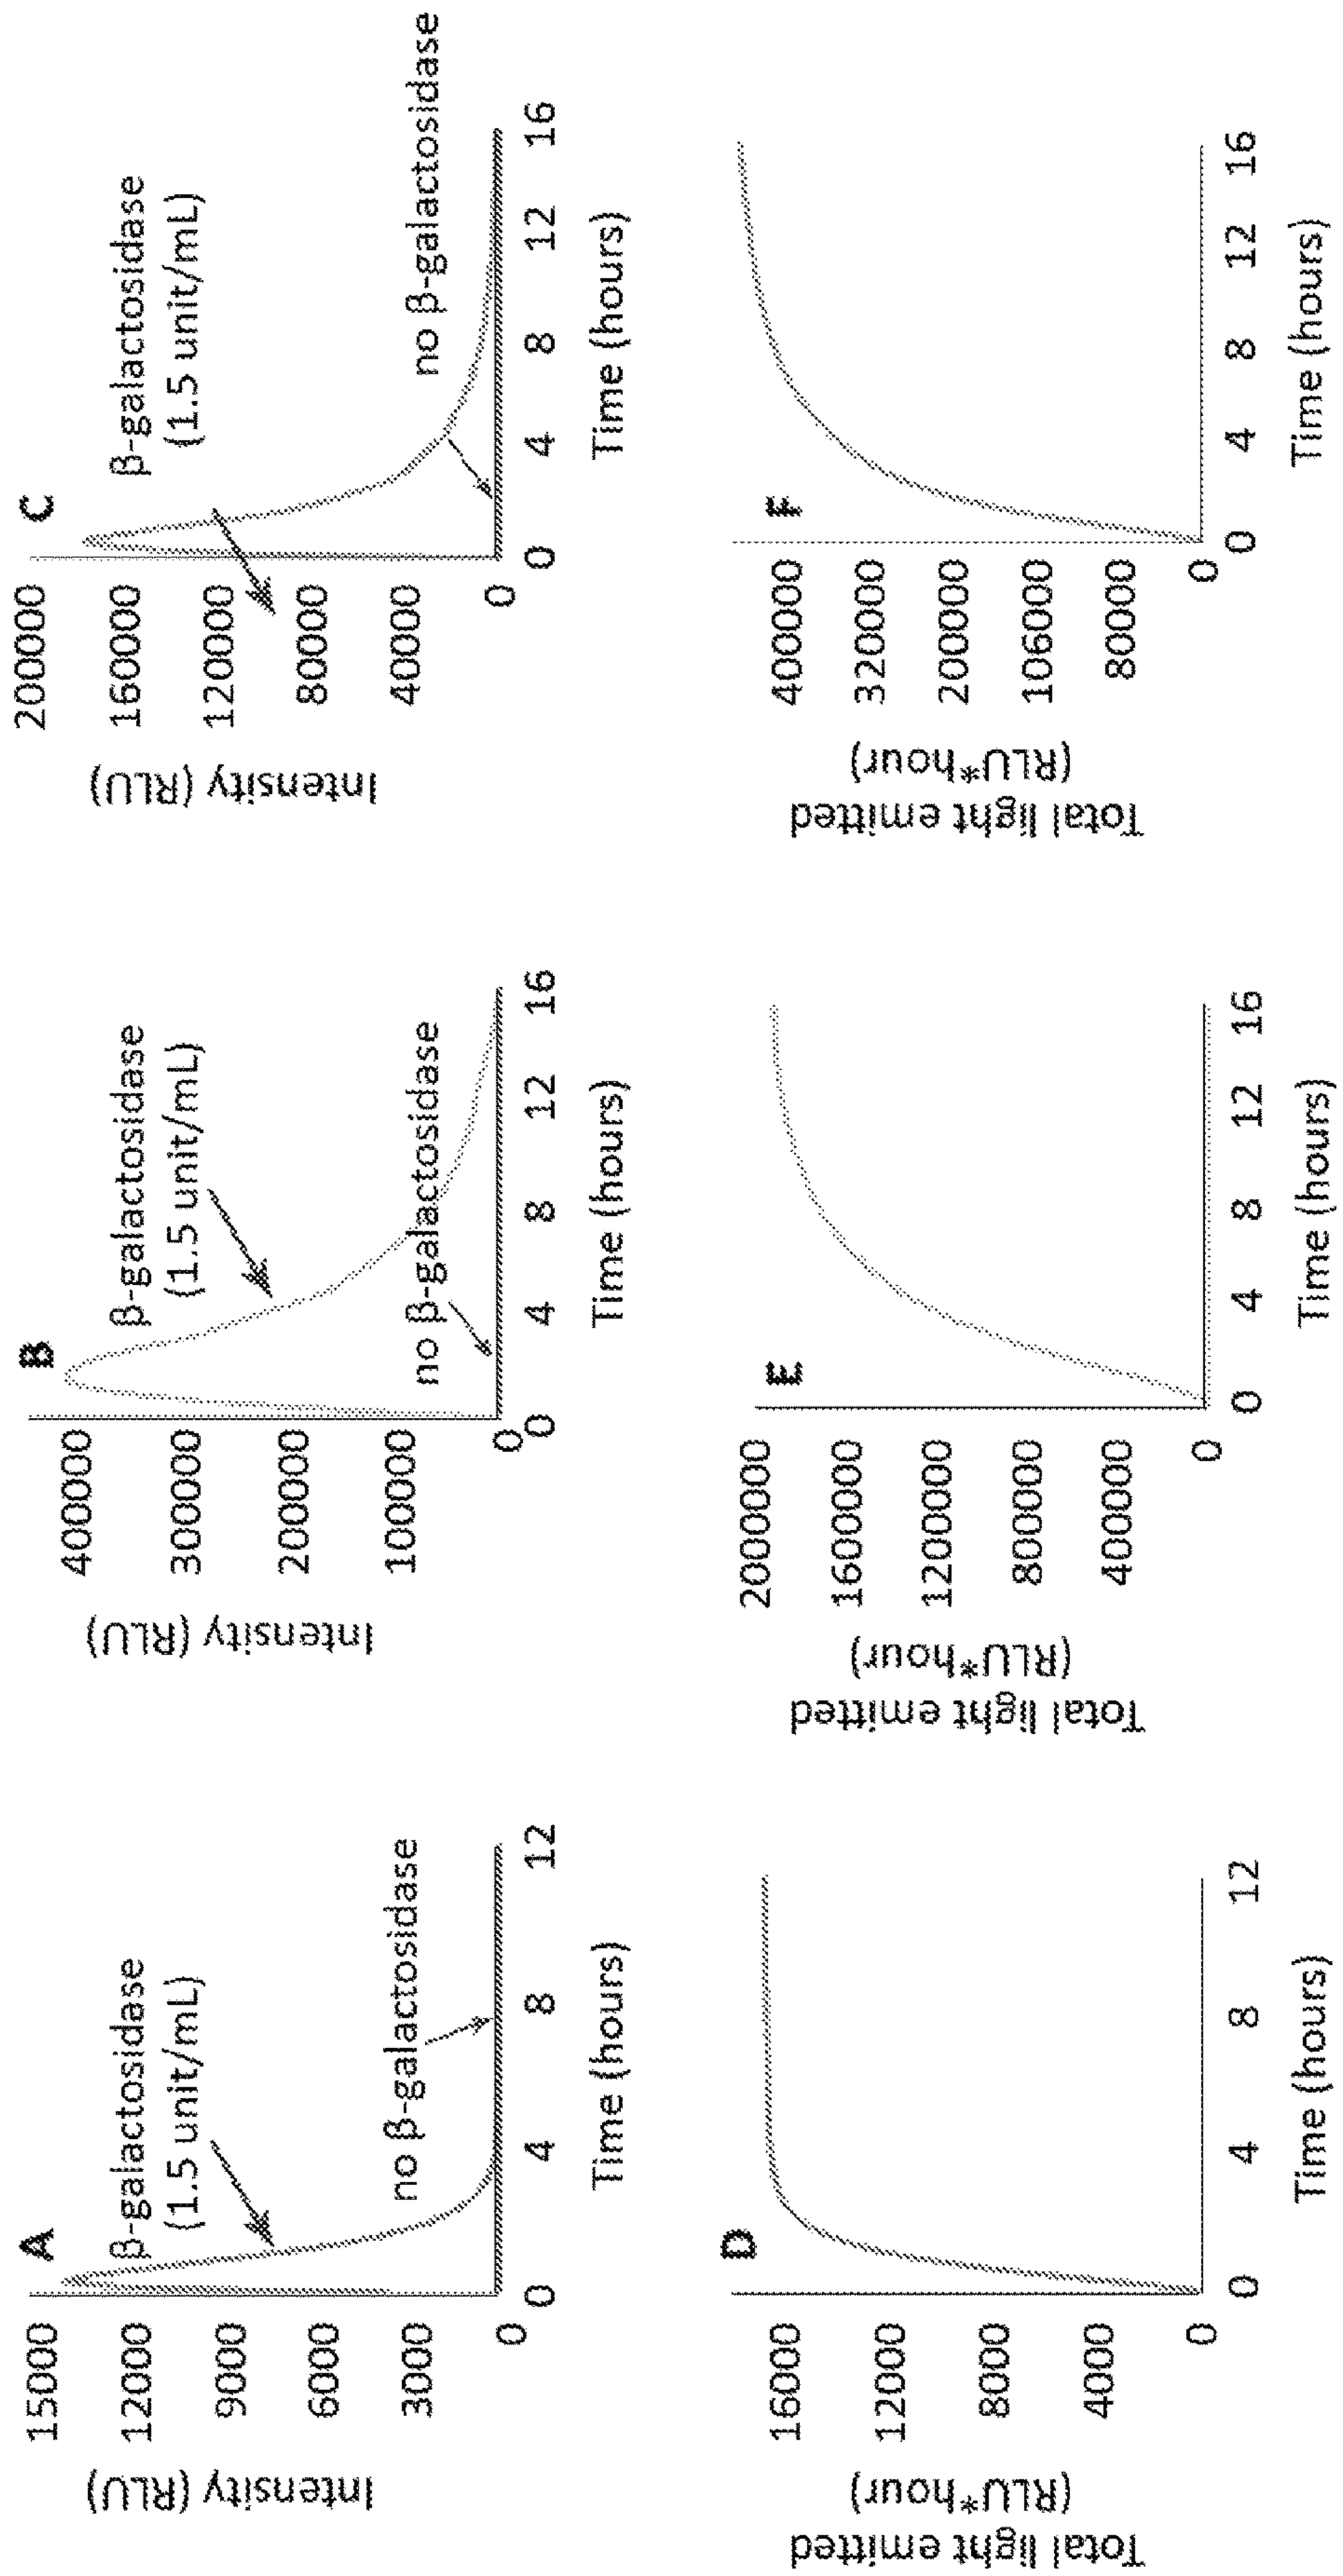 A
β-galactosidase
(1.5 unit/mL)
no β-galactosidase
Intensity (RLU)
15000
12000
9000
6000
3000
0
0
4
8
12
Time (hours)
B
β-galactosidase
(1.5 unit/mL)
no β-galactosidase
Intensity (RLU)
400000
300000
200000
100000
0
0
4
8
12
16
Time (hours)
C
β-galactosidase
(1.5 unit/mL)
no β-galactosidase
Intensity (RLU)
200000
160000
120000
80000
40000
0
0
4
8
12
16
Time (hours)
D
Total light emitted
(RLU*hour)
16000
12000
8000
4000
0
0
4
8
12
Time (hours)
E
Total light emitted
(RLU*hour)
2000000
1600000
1200000
800000
400000
0
0
4
8
12
16
Time (hours)
F
Total light emitted
(RLU*hour)
400000
320000
200000
106000
80000
0
0
4
8
12
16
Time (hours)